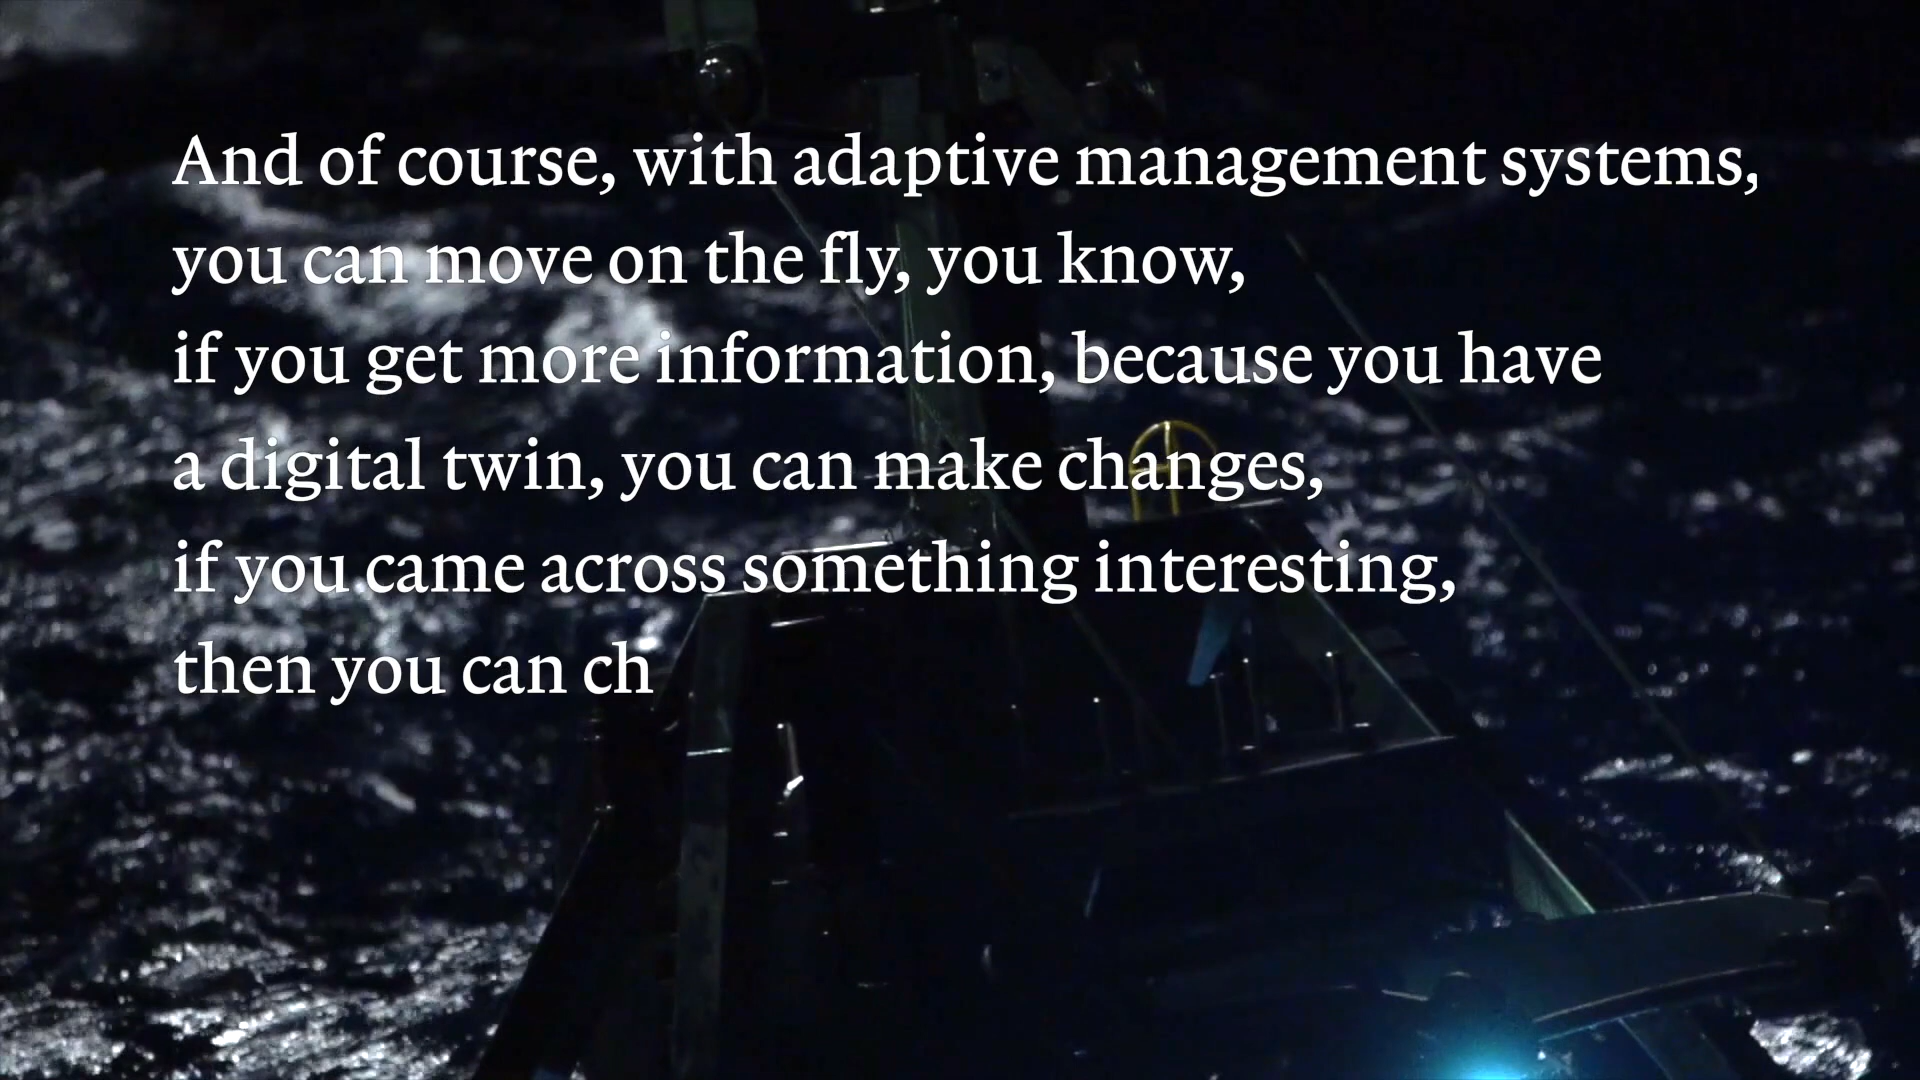 And of course, with adaptive management systems,
you can move on the fly, you know,
if you get more information, because you have
a digital twin, you can make changes,
if you came across something interesting,
then you can ch